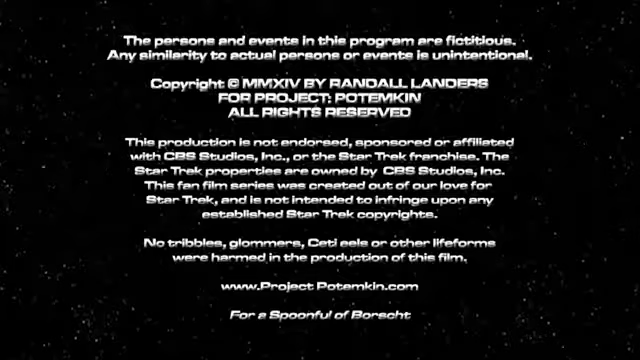 The persons and events in this program are fictitious.
Any similarity to actual persons or events is unintentional.
Copyright © MMXIV BY RANDALL LANDERS
FOR PROJECT: POTEMKIN
ALL RIGHTS RESERVED
This production is not endorsed, sponsored or affiliated
with CBS Studios, Inc., or the Star Trek franchise. The
Star Trek properties are owned by CBS Studios, Inc.
This fan film series was created out of our love for
Star Trek, and is not intended to infringe upon any
established Star Trek copyrights.
No tribbles, glommers, Ceti eels or other lifeforms
were harmed in the production of this film.
www.ProjectPotemkin.com
For a Spoonful of Borscht